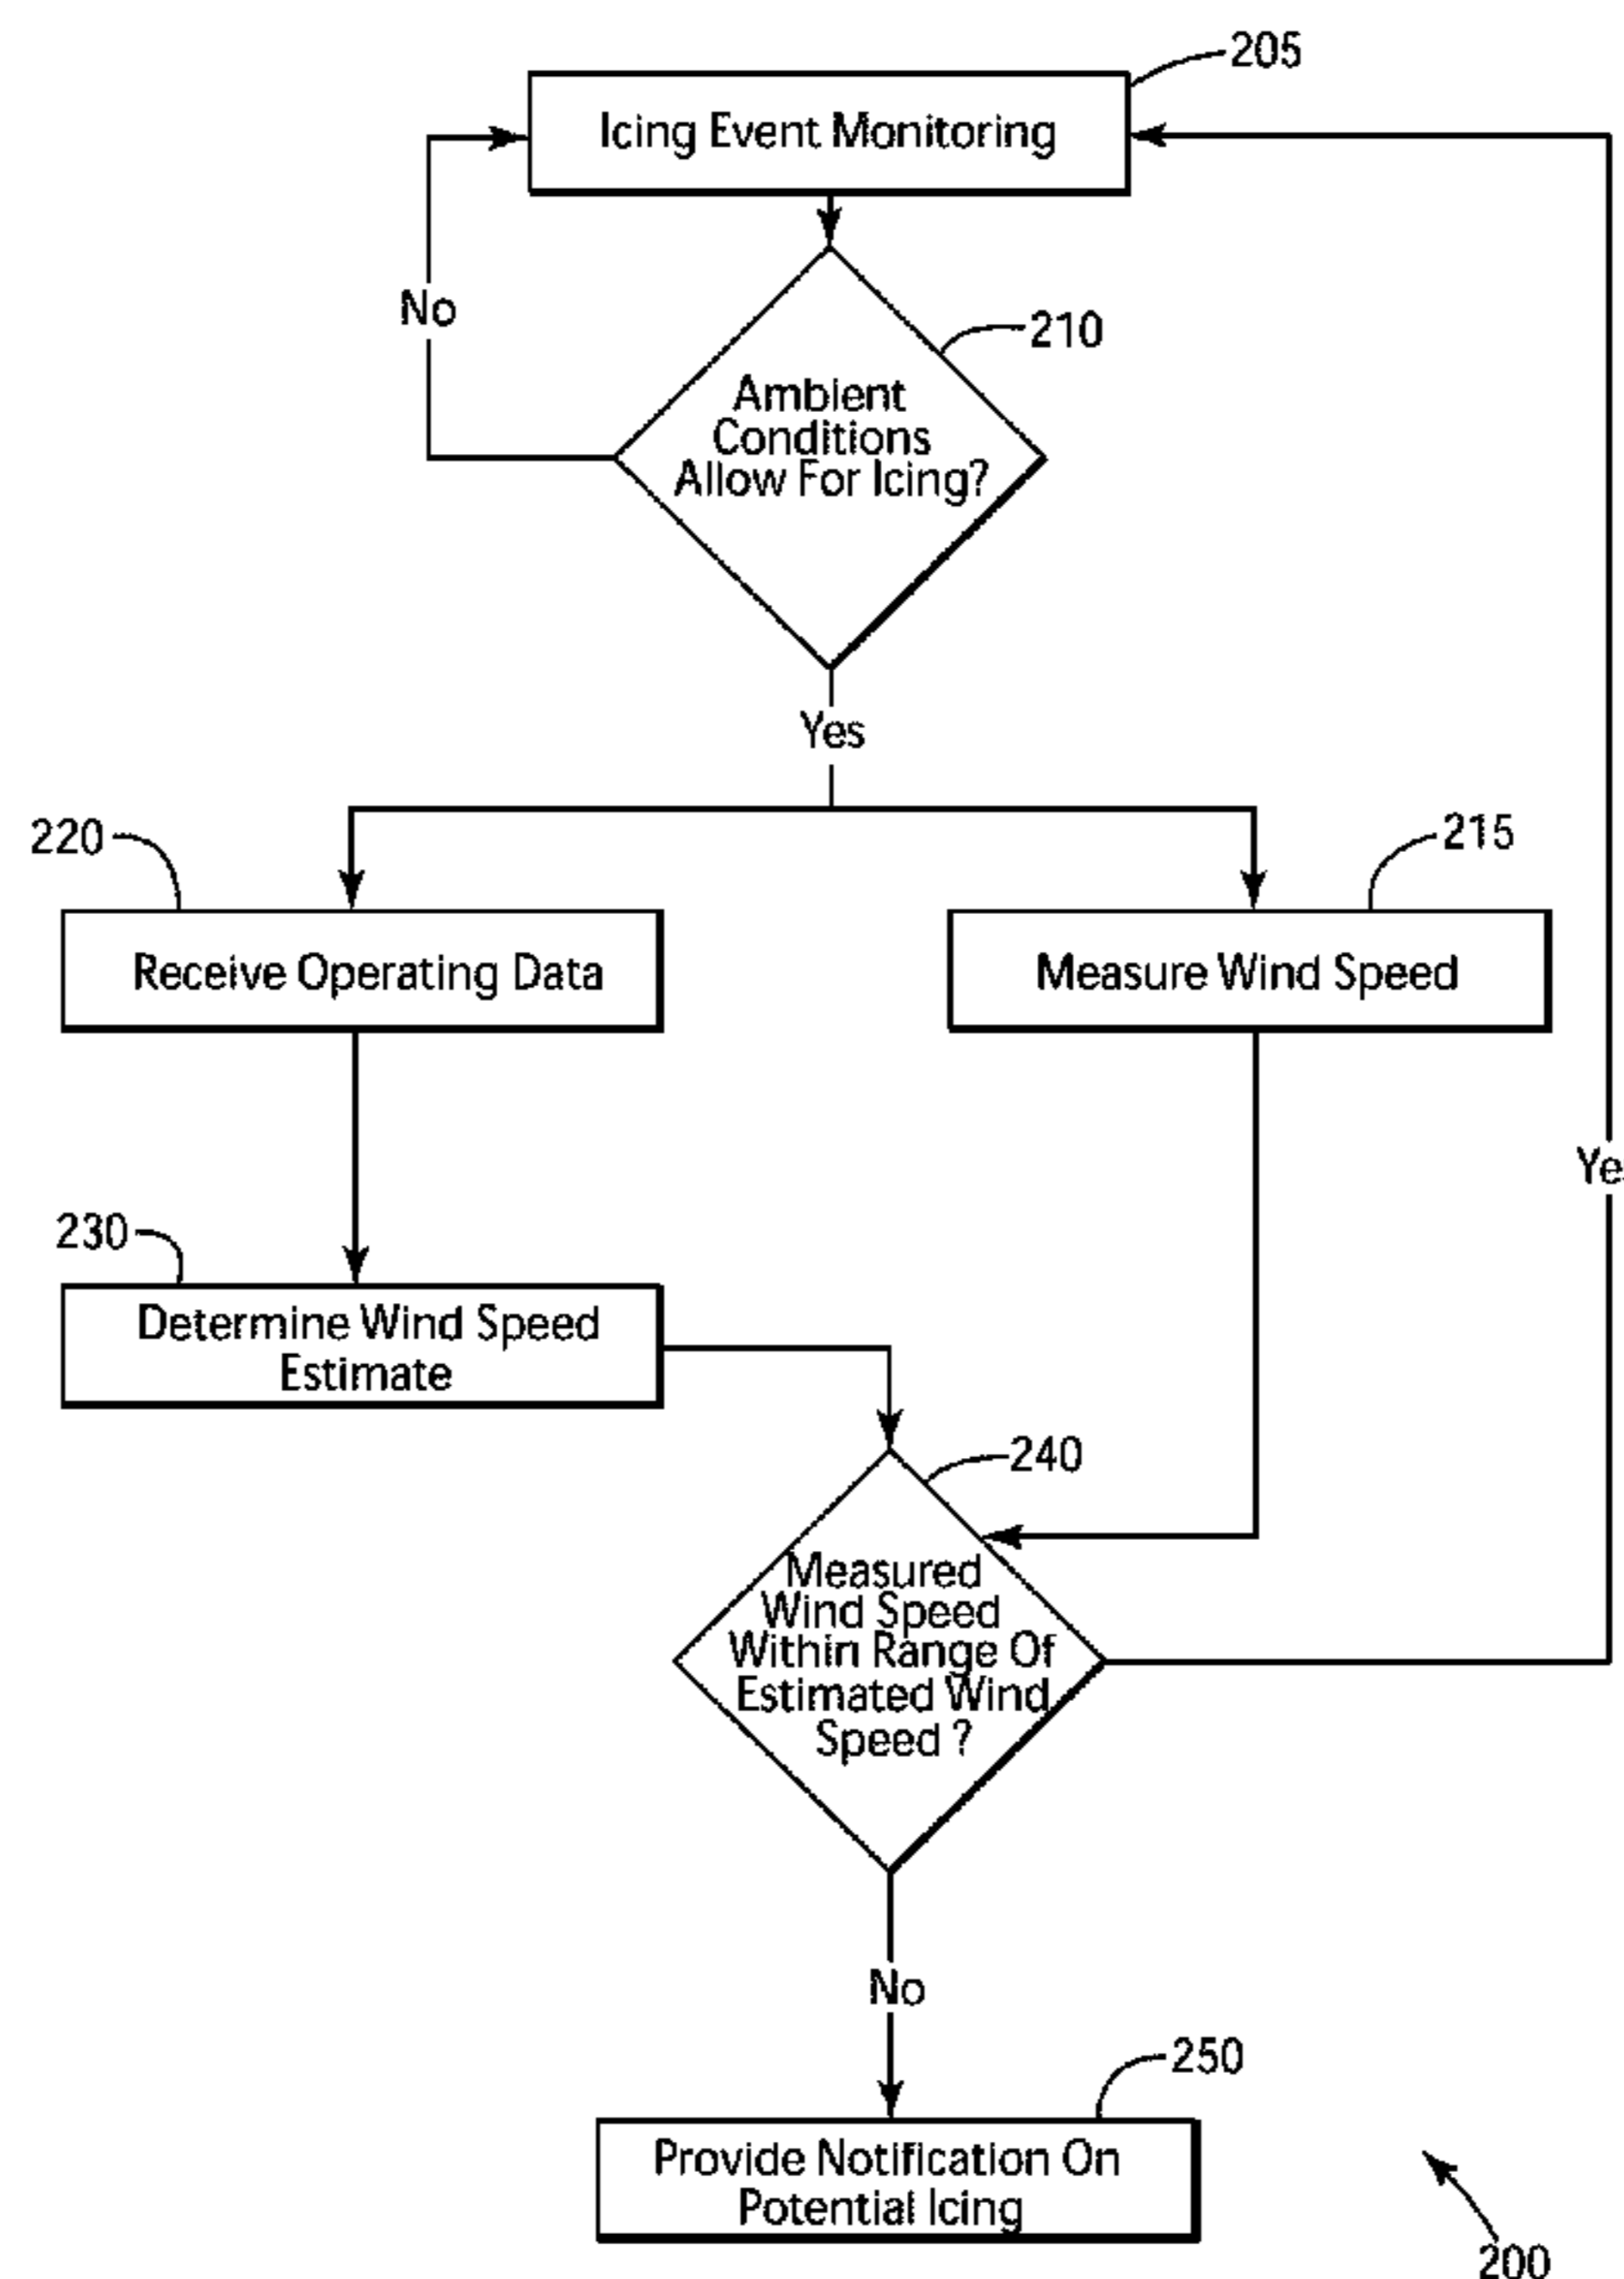 205
Icing Event Monitoring
No
210
Ambient
Conditions
Allow For Icing?
Yes
220
215
Receive Operating Data
Measure Wind Speed
230
Determine Wind Speed
Estimate
240
Measured
Wind Speed
Within Range Of
Estimated Wind
Speed ?
No
250
Provide Notification On
Potential Icing
200